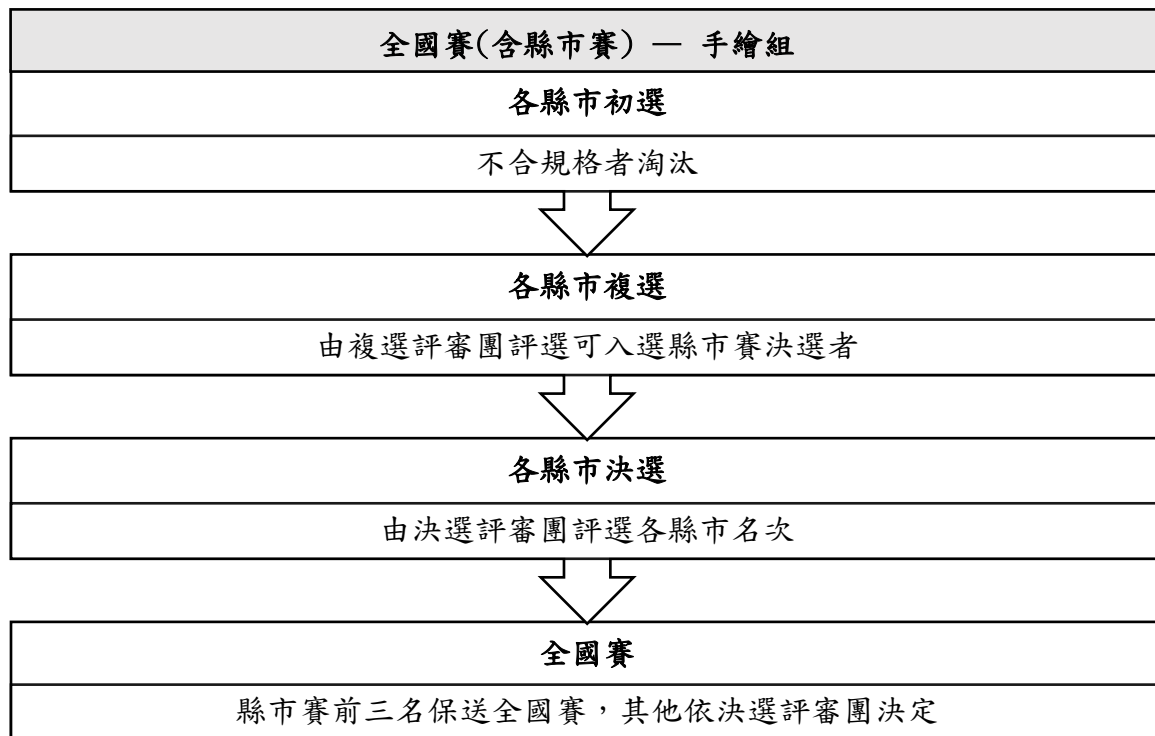 全國賽(含縣市賽) — 手繪組
各縣市初選
不合規格者淘汰
各縣市複選
由複選評審團評選可入選縣市賽決選者
各縣市決選
由決選評審團評選各縣市名次
全國賽
縣市賽前三名保送全國賽，其他依決選評審團決定